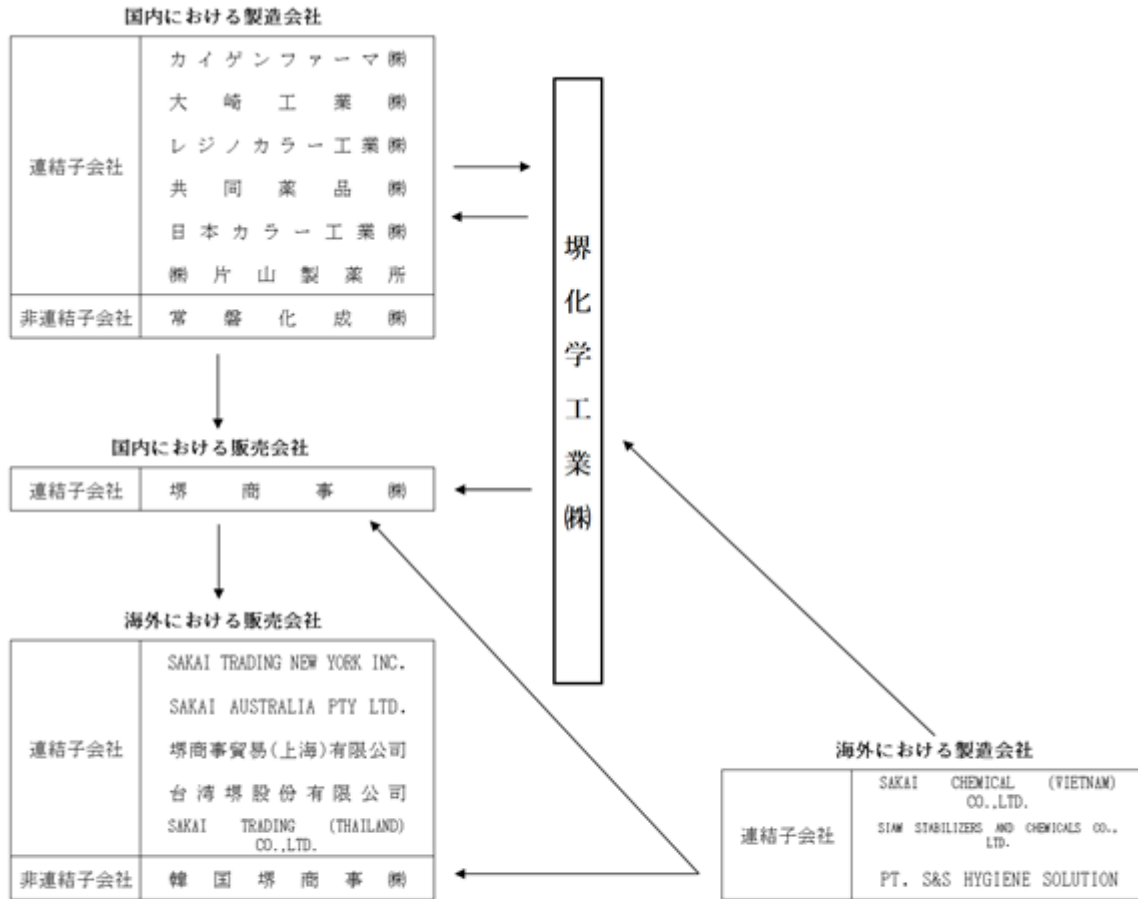 国内における製造会社
連結子会社
カイゲンファーマ㈱
大崎工業㈱
レジノカラー工業㈱
共同薬品㈱
日本カラー工業㈱
㈱片山製薬所
非連結子会社
常磐化成㈱
国内における販売会社
連結子会社
堺商事㈱
海外における販売会社
連結子会社
SAKAI TRADING NEW YORK INC.
SAKAI AUSTRALIA PTY LTD.
堺商事貿易(上海)有限公司
台湾堺股份有限公司
SAKAI TRADING (THAILAND)
CO.,LTD.
非連結子会社
韓国堺商事㈱
堺化学工業㈱
海外における製造会社
連結子会社
SAKAI CHEMICAL (VIETNAM)
CO.,LTD.
SIAM STABILIZERS AND CHEMICALS CO.,
LTD.
PT. S&S HYGIENE SOLUTION